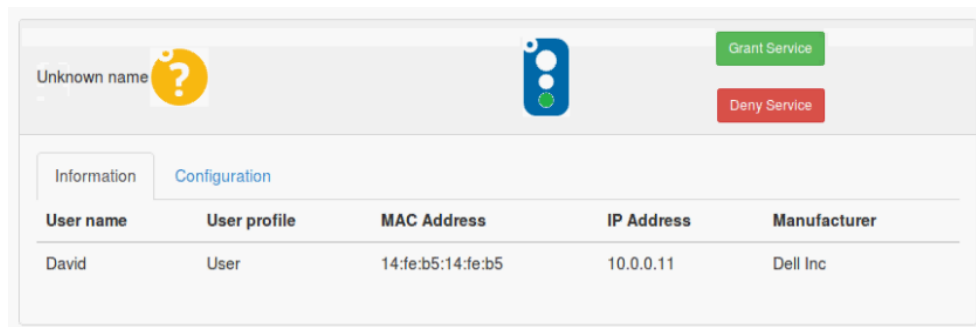 Grant Service
Unknown name ?
Deny Service
Information Configuration
User name User profile MAC Address IP Address Manufacturer
David User 14:fe:b5:14:fe:b5 10.0.0.11 Dell Inc